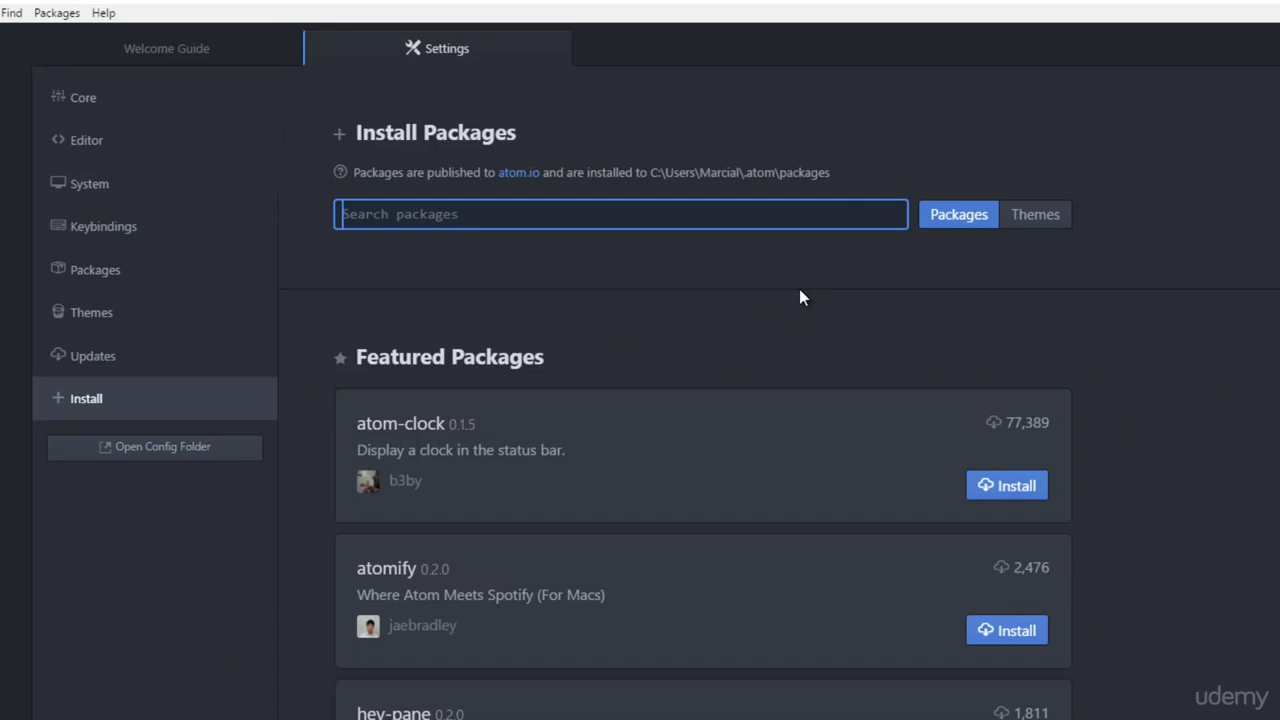 Find Packages Help
Welcome Guide
Settings
Core
Editor
System
Keybindings
Packages
Themes
Updates
Install
Open Config Folder
Install Packages
Packages are published to atom.io and are installed to C:\Users\Marcial\.atom\packages
Search packages
Packages Themes
Featured Packages
atom-clock 0.1.5 77,389
Display a clock in the status bar.
b3by
Install
atomify 0.2.0 2,476
Where Atom Meets Spotify (For Macs)
jaebradley
Install
hey-pane 0.2.0 1,811
udemy